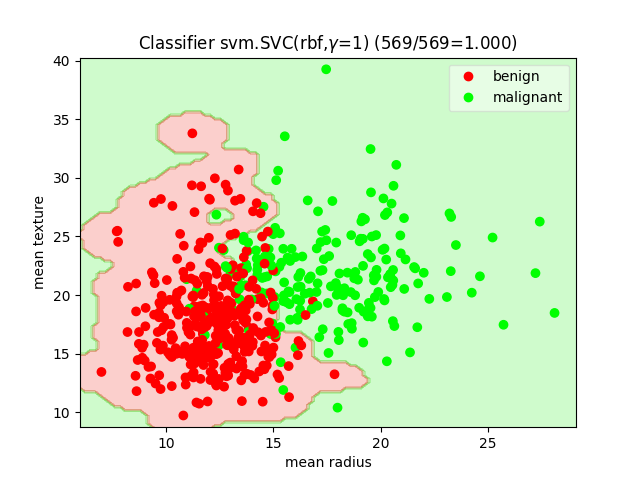 Classifier svm.SVC(rbf,γ=1) (569/569=1.000)
benign
malignant
mean texture
40
35
30
25
20
15
10
10 15 20 25
mean radius